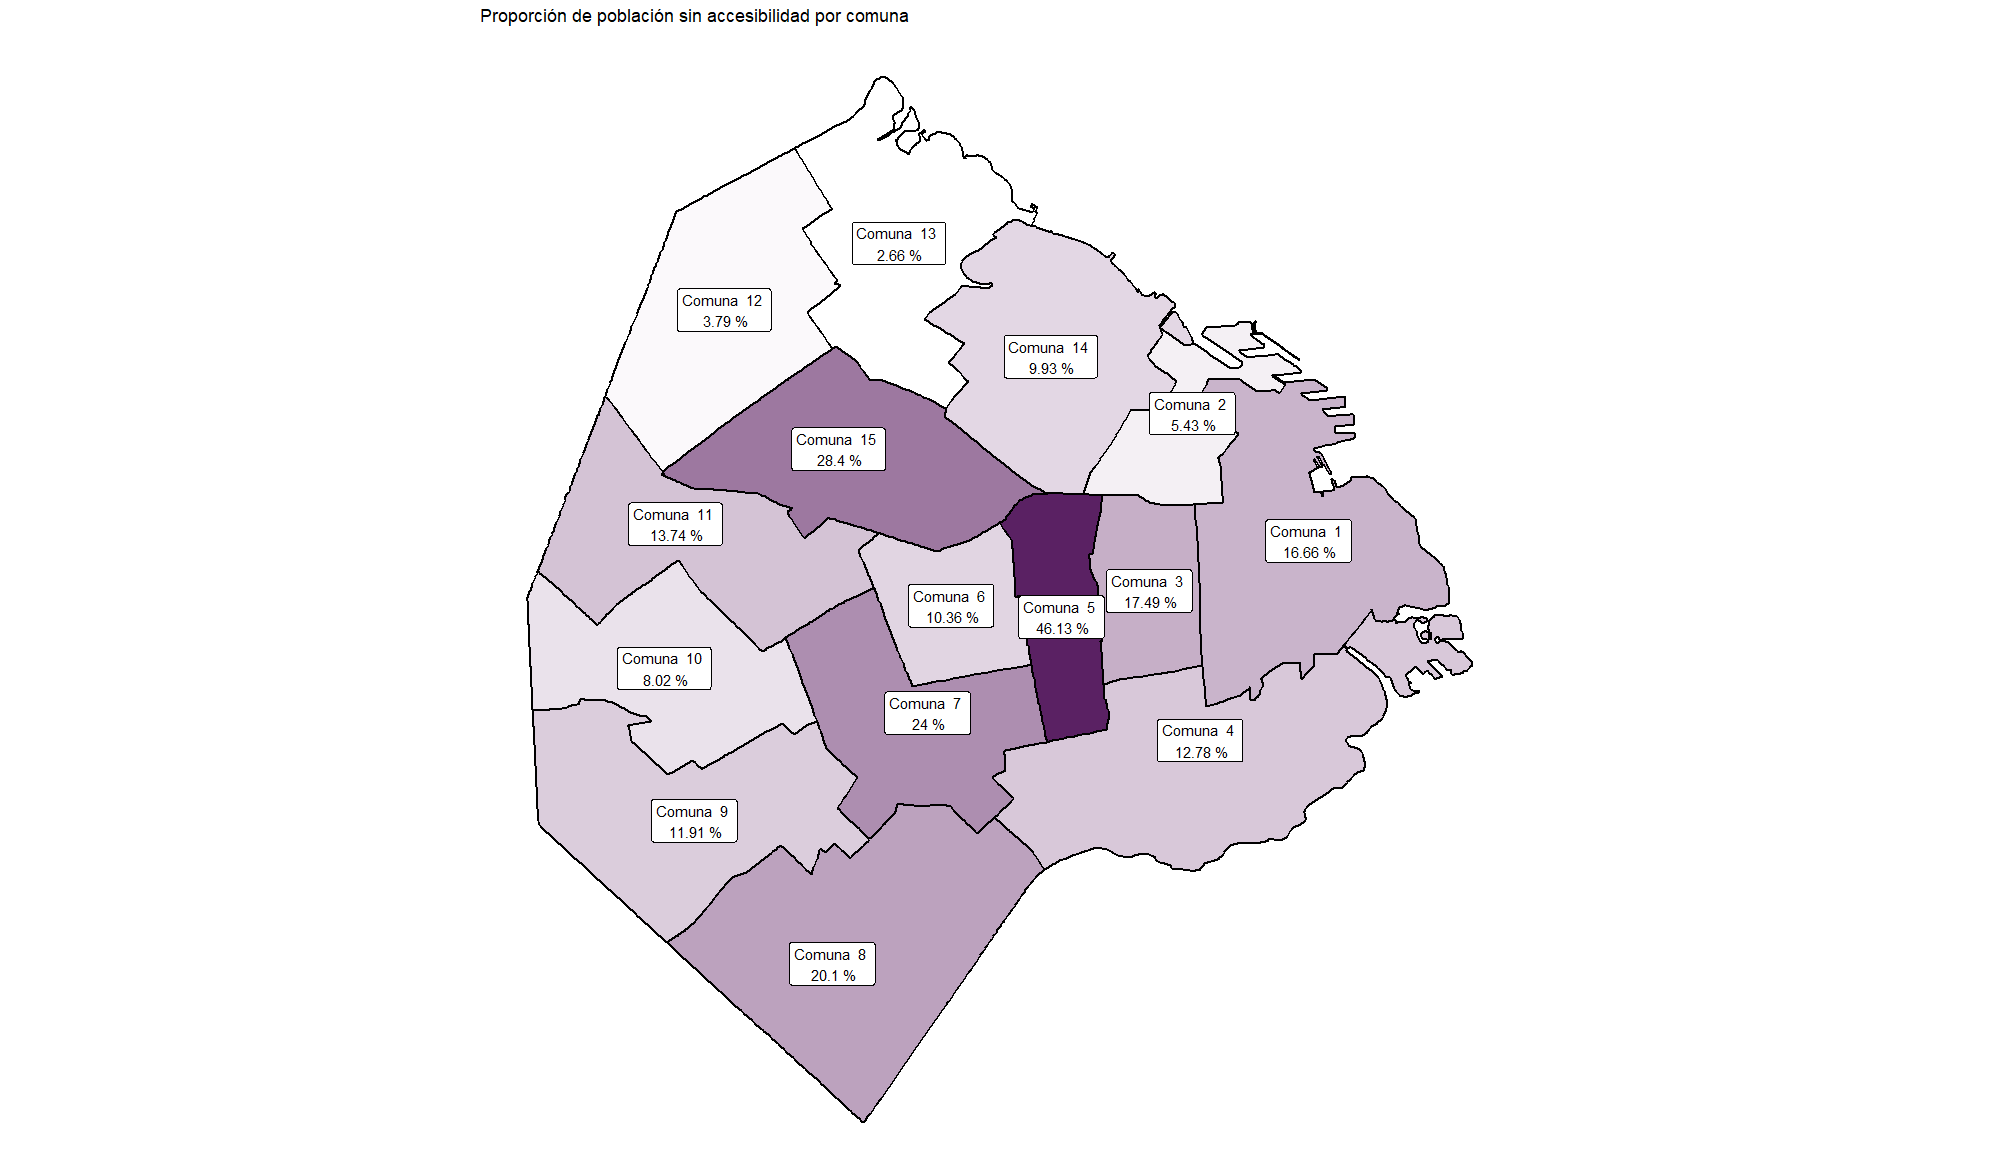 Proporción de población sin accesibilidad por comuna
Comuna 13
2.66 %
Comuna 12
3.79 %
Comuna 14
9.93 %
Comuna 2
5.43 %
Comuna 15
28.4 %
Comuna 11
13.74 %
Comuna 1
16.66 %
Comuna 3
17.49 %
Comuna 6
10.36 %
Comuna 5
46.13 %
Comuna 10
8.02 %
Comuna 7
24 %
Comuna 4
12.78 %
Comuna 9
11.91 %
Comuna 8
20.1 %